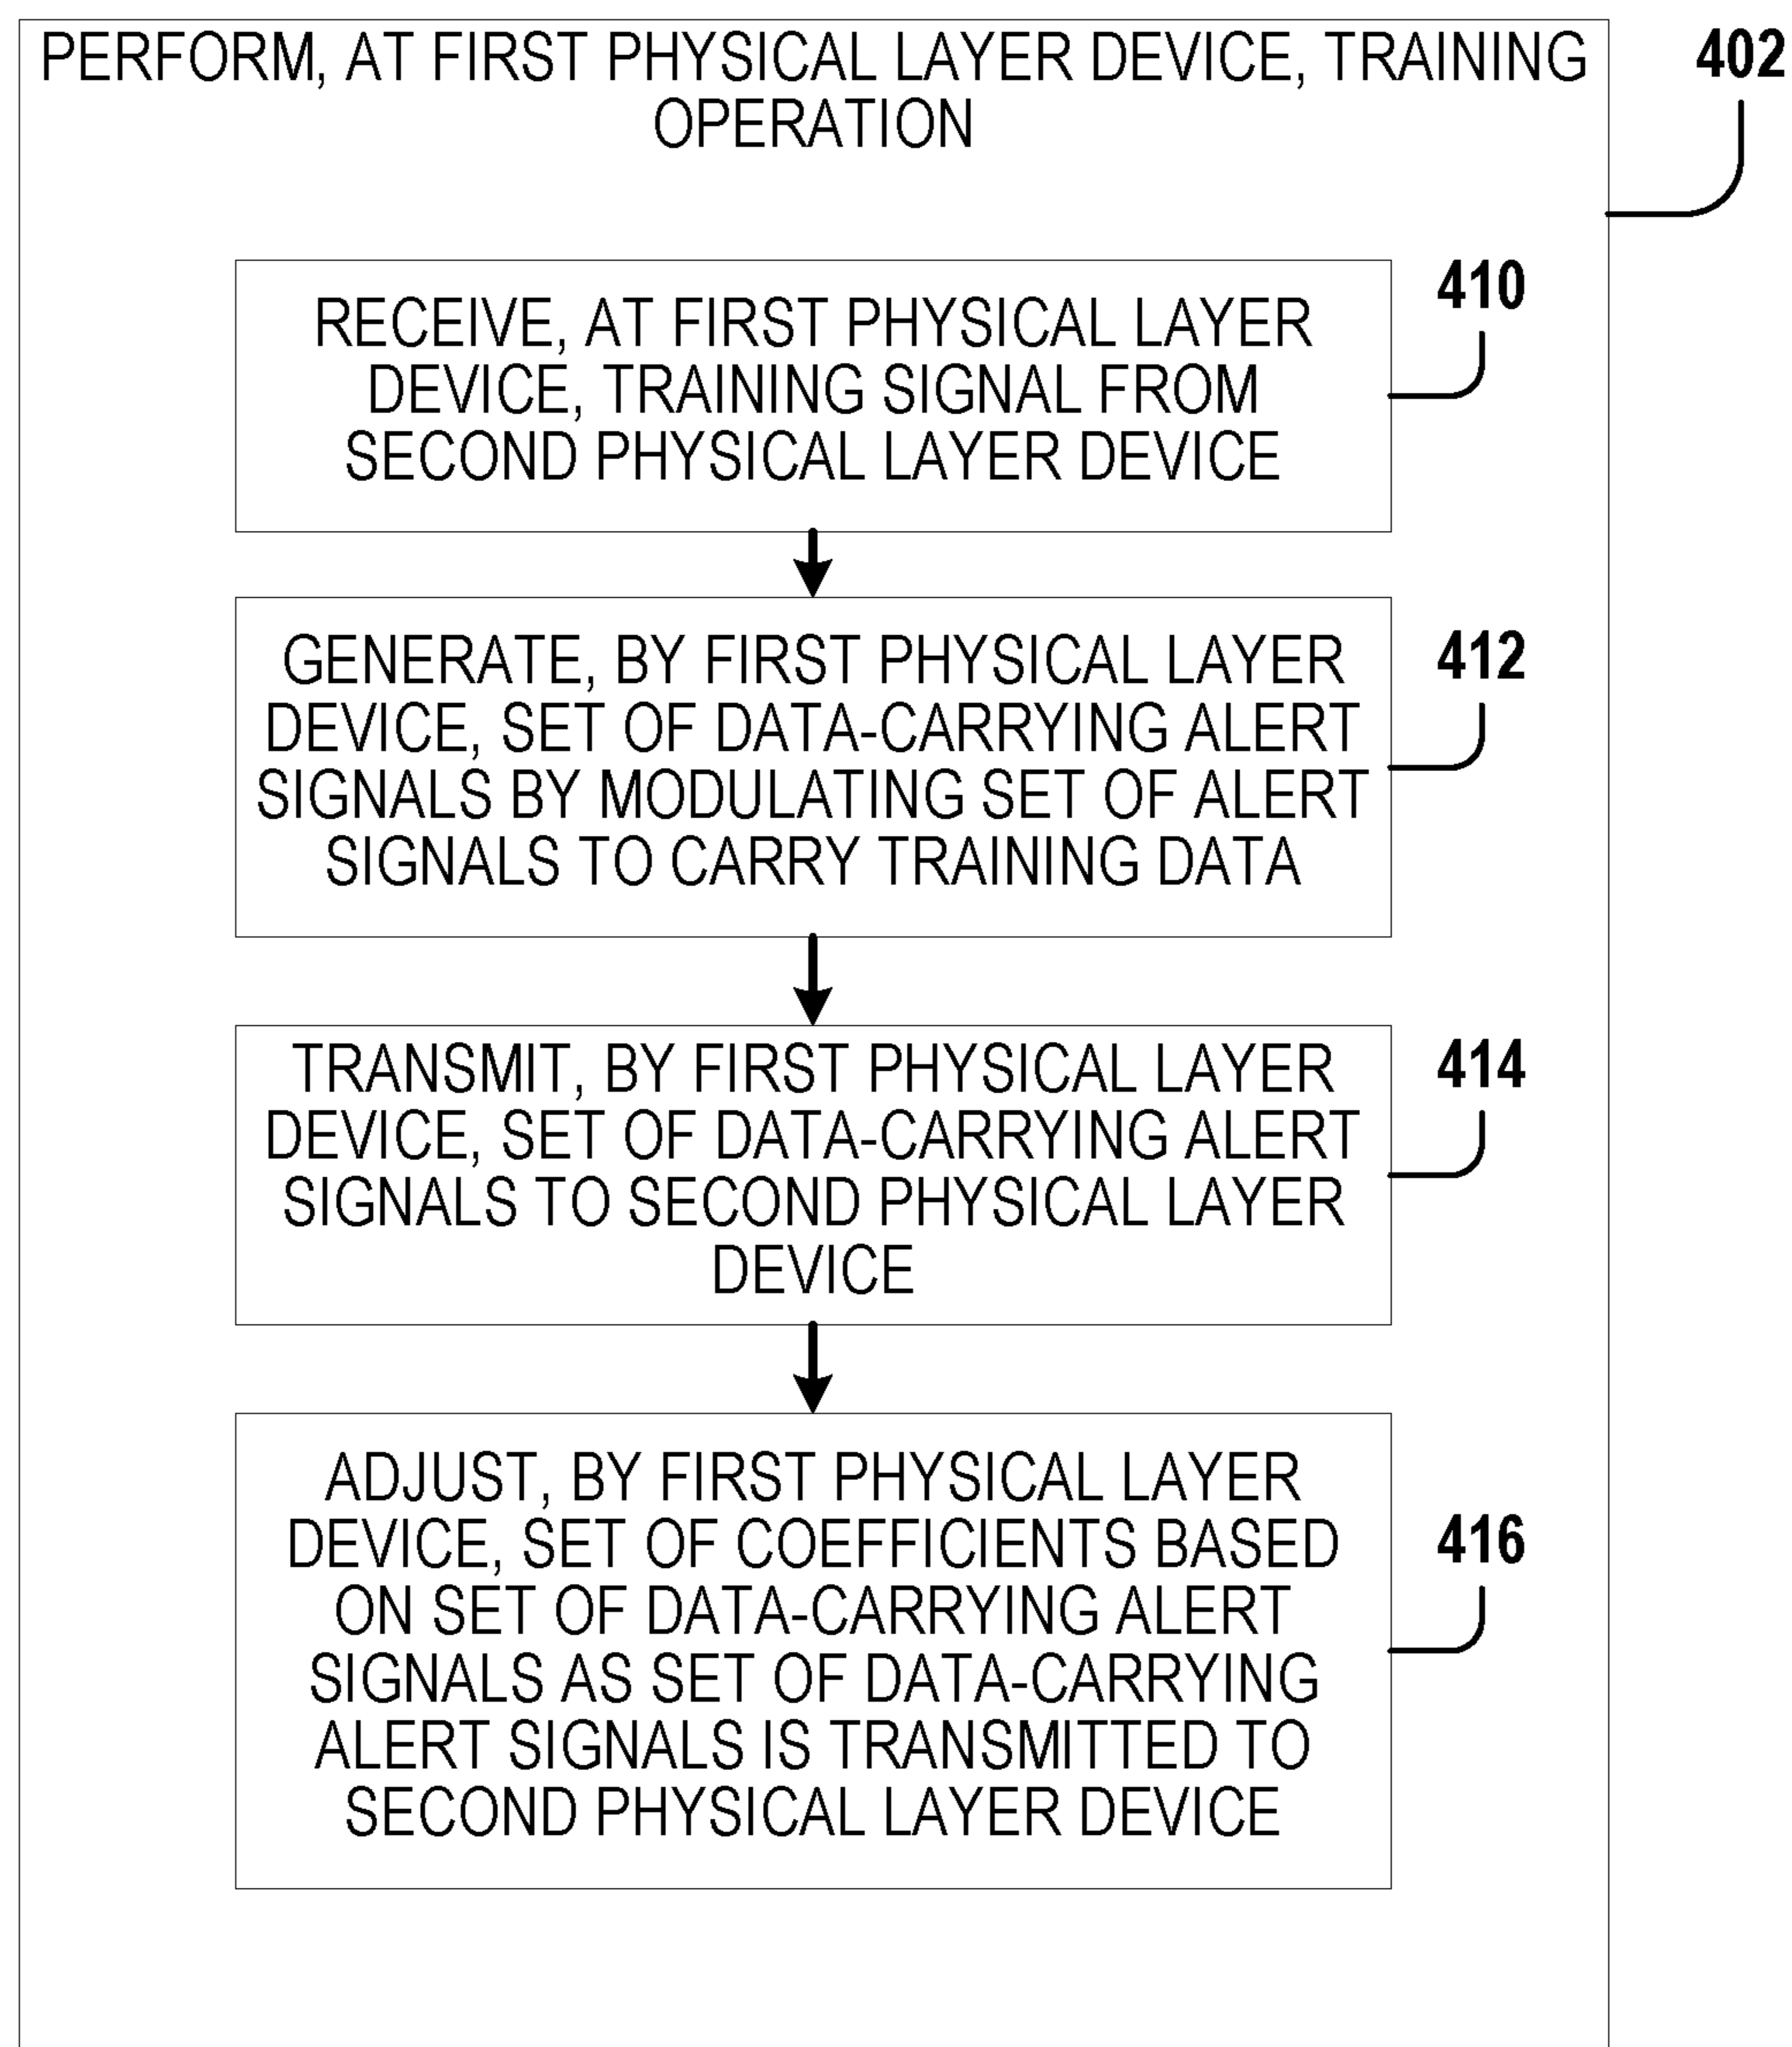 PERFORM, AT FIRST PHYSICAL LAYER DEVICE, TRAINING
OPERATION
402
RECEIVE, AT FIRST PHYSICAL LAYER
DEVICE, TRAINING SIGNAL FROM
SECOND PHYSICAL LAYER DEVICE
410
GENERATE, BY FIRST PHYSICAL LAYER
DEVICE, SET OF DATA-CARRYING ALERT
SIGNALS BY MODULATING SET OF ALERT
SIGNALS TO CARRY TRAINING DATA
412
TRANSMIT, BY FIRST PHYSICAL LAYER
DEVICE, SET OF DATA-CARRYING ALERT
SIGNALS TO SECOND PHYSICAL LAYER
DEVICE
414
ADJUST, BY FIRST PHYSICAL LAYER
DEVICE, SET OF COEFFICIENTS BASED
ON SET OF DATA-CARRYING ALERT
SIGNALS AS SET OF DATA-CARRYING
ALERT SIGNALS IS TRANSMITTED TO
SECOND PHYSICAL LAYER DEVICE
416